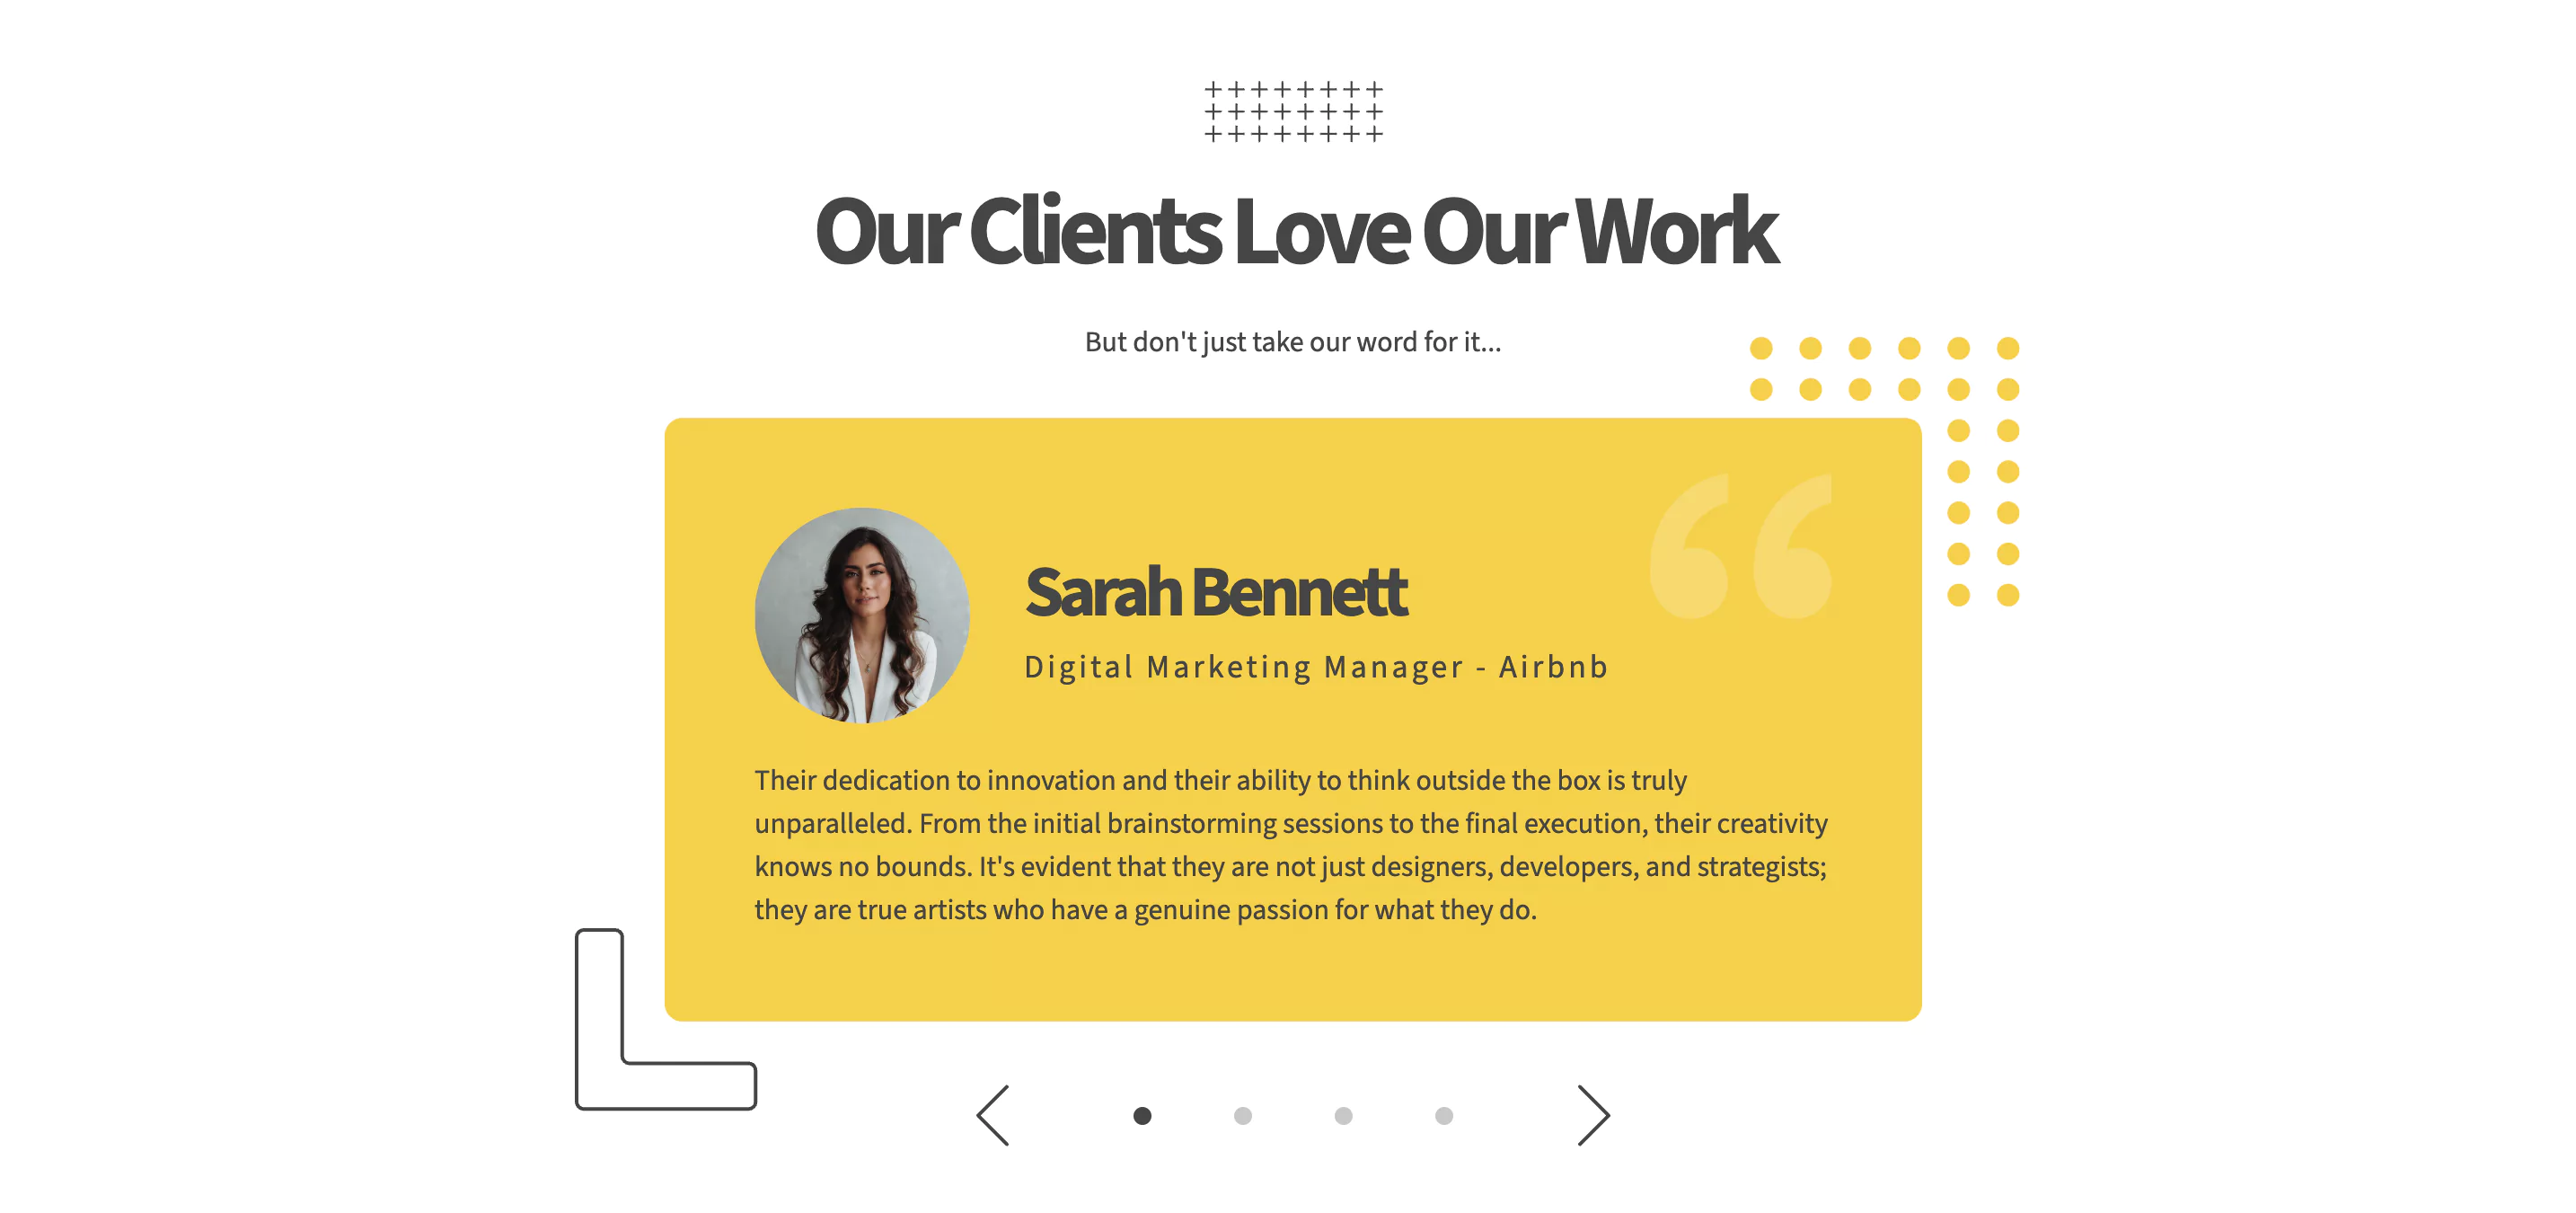 Our Clients Love Our Work
But don't just take our word for it...
Sarah Bennett
Digital Marketing Manager - Airbnb
Their dedication to innovation and their ability to think outside the box is truly
unparalleled. From the initial brainstorming sessions to the final execution, their creativity
knows no bounds. It's evident that they are not just designers, developers, and strategists;
they are true artists who have a genuine passion for what they do.